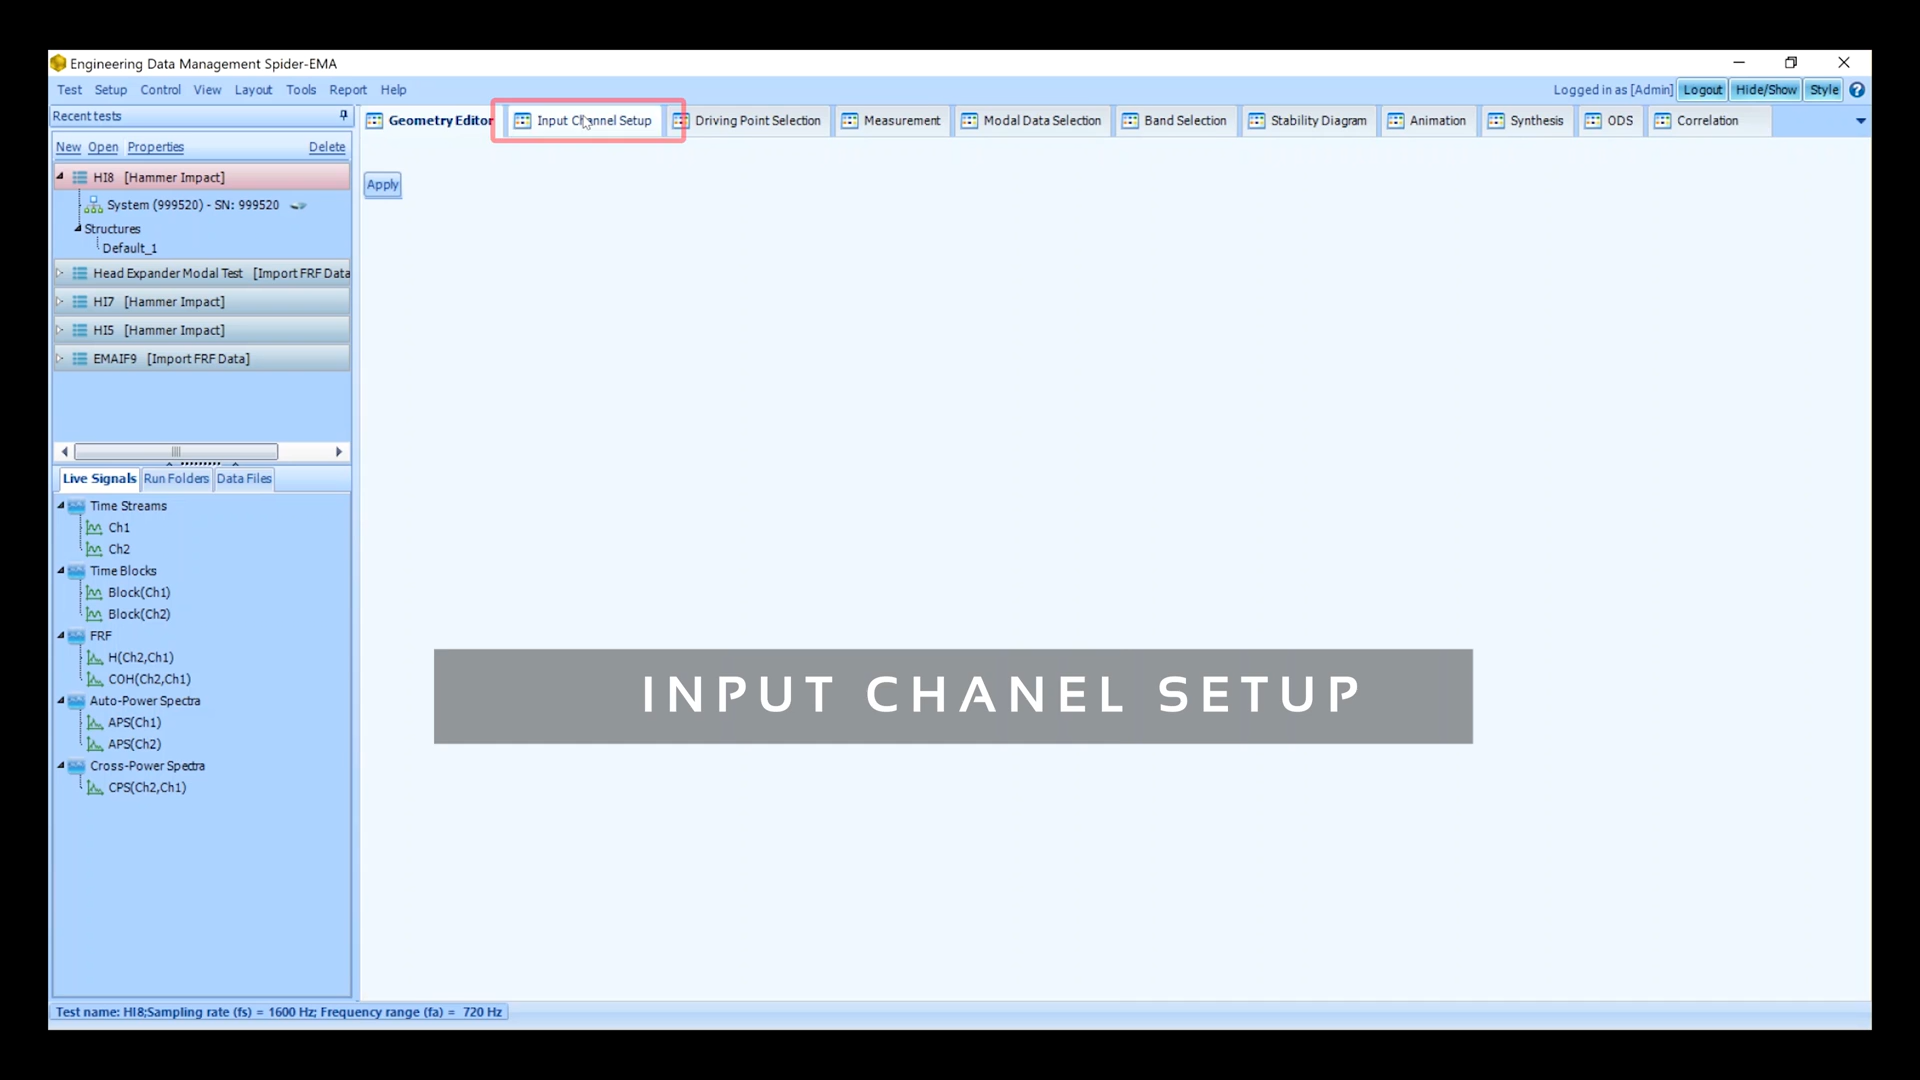 Engineering Data Management Spider-EMA
Test Setup Control View Layout Tools Report Help
Logged in as [Admin] Logout Hide/Show Style
Recent tests
New Open Properties Delete
HI8 [Hammer Impact]
System (999520) - SN: 999520
Structures
Default_1
Head Expander Modal Test [Import FRF Data
HI7 [Hammer Impact]
HI5 [Hammer Impact]
EMAIF9 [Import FRF Data]
Live Signals Run Folders Data Files
Time Streams
Ch1
Ch2
Time Blocks
Block(Ch1)
Block(Ch2)
FRF
H(Ch2,Ch1)
COH(Ch2,Ch1)
Auto-Power Spectra
APS(Ch1)
APS(Ch2)
Cross-Power Spectra
CPS(Ch2,Ch1)
Geometry Editor Input Channel Setup Driving Point Selection Measurement Modal Data Selection Band Selection Stability Diagram Animation Synthesis ODS Correlation
Apply
INPUT CHANEL SETUP
Test name: HI8;Sampling rate (fs) = 1600 Hz; Frequency range (fa) = 720 Hz